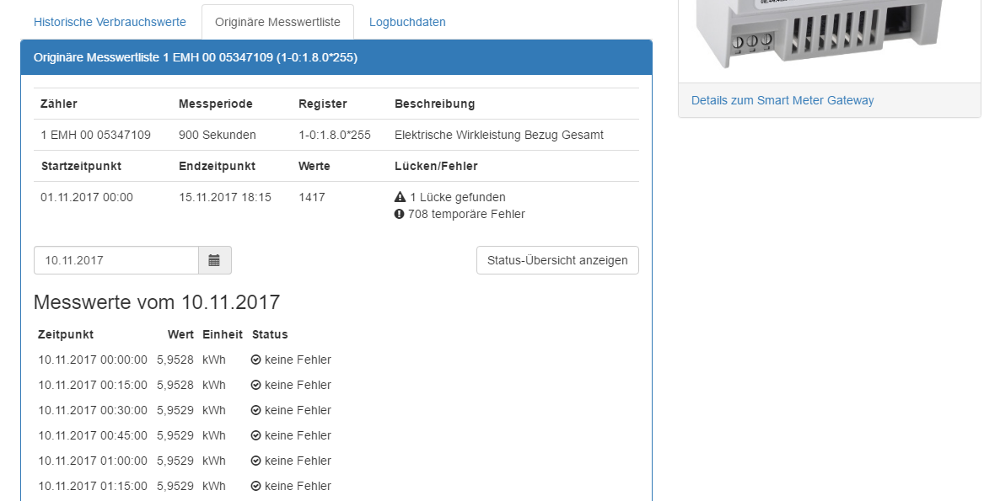 Historische Verbrauchswerte Originäre Messwertliste Logbuchdaten
Originäre Messwertliste 1 EMH 00 05347109 (1-0:1.8.0*255)
Zähler Messperiode Register Beschreibung
1 EMH 00 05347109 900 Sekunden 1-0:1.8.0*255 Elektrische Wirkleistung Bezug Gesamt
Startzeitpunkt Endzeitpunkt Werte Lücken/Fehler
01.11.2017 00:00 15.11.2017 18:15 1417 1 Lücke gefunden
708 temporäre Fehler
10.11.2017 Status-Übersicht anzeigen
Messwerte vom 10.11.2017
Zeitpunkt Wert Einheit Status
10.11.2017 00:00:00 5,9528 kWh keine Fehler
10.11.2017 00:15:00 5,9528 kWh keine Fehler
10.11.2017 00:30:00 5,9529 kWh keine Fehler
10.11.2017 00:45:00 5,9529 kWh keine Fehler
10.11.2017 01:00:00 5,9529 kWh keine Fehler
10.11.2017 01:15:00 5,9529 kWh keine Fehler
Details zum Smart Meter Gateway